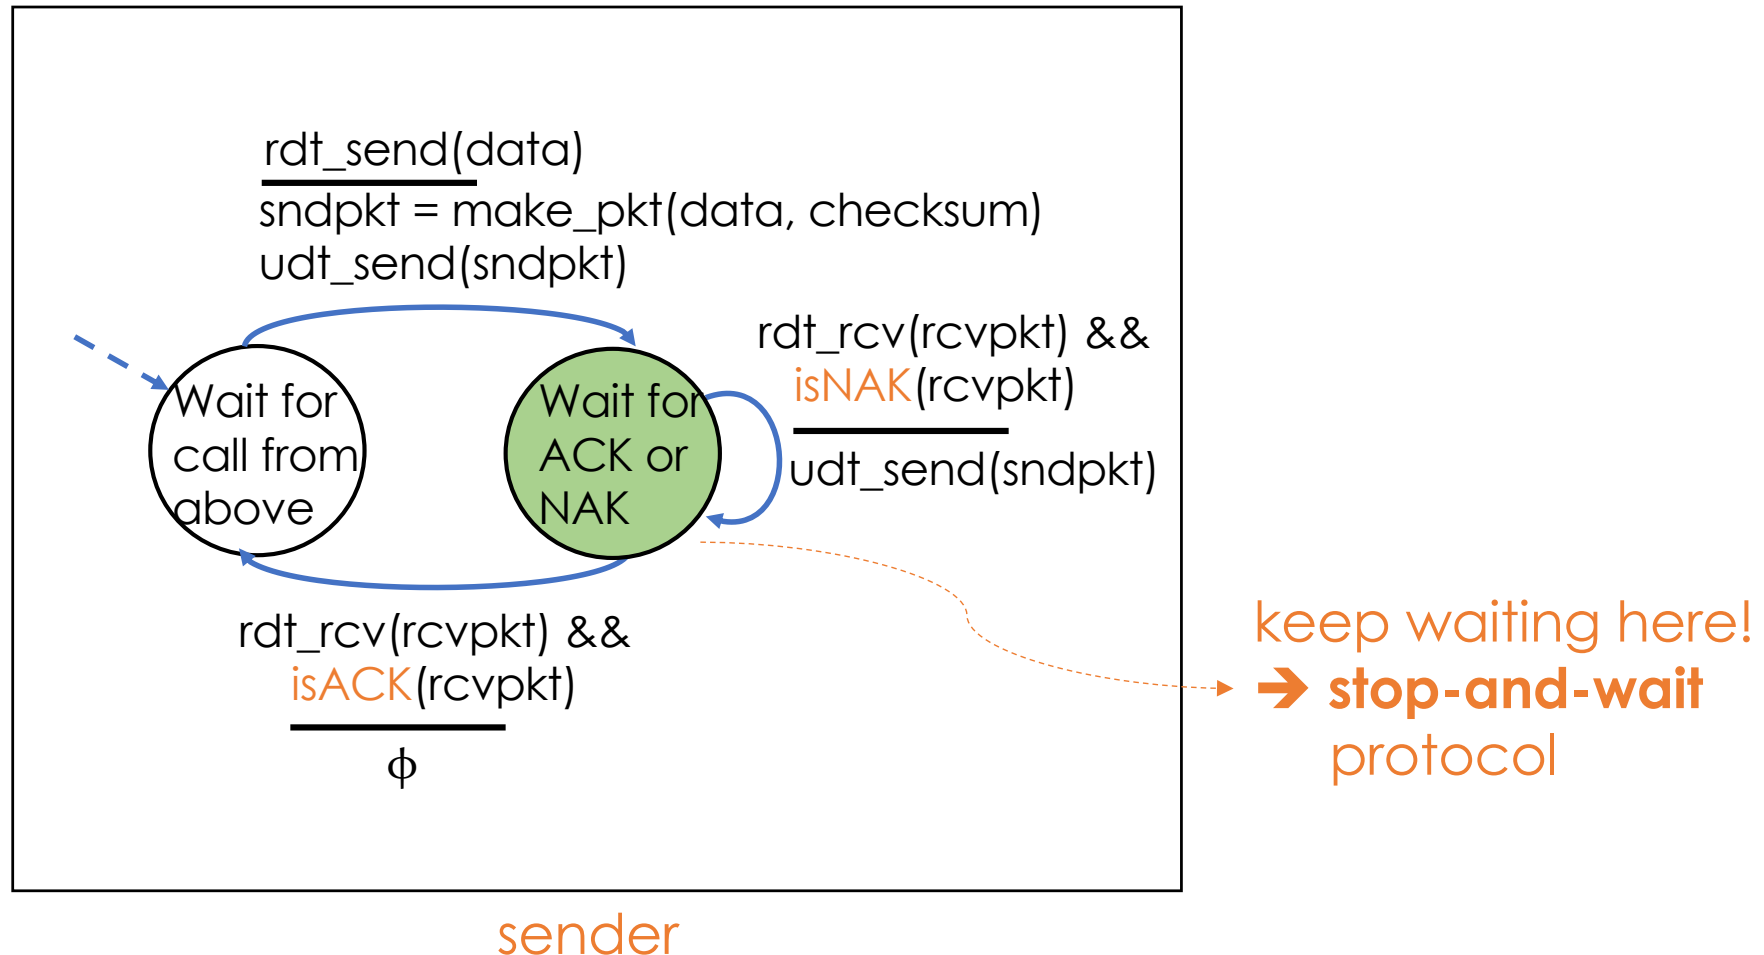 rdt_send(data)
sndpkt = make_pkt(data, checksum)
udt_send(sndpkt)
rdt_rcv(rcvpkt) &&
isNAK(rcvpkt)
udt_send(sndpkt)
Wait for
call from
above
Wait for
ACK or
NAK
rdt_rcv(rcvpkt) &&
isACK(rcvpkt)
ϕ
keep waiting here!
➔ stop-and-wait
protocol
sender